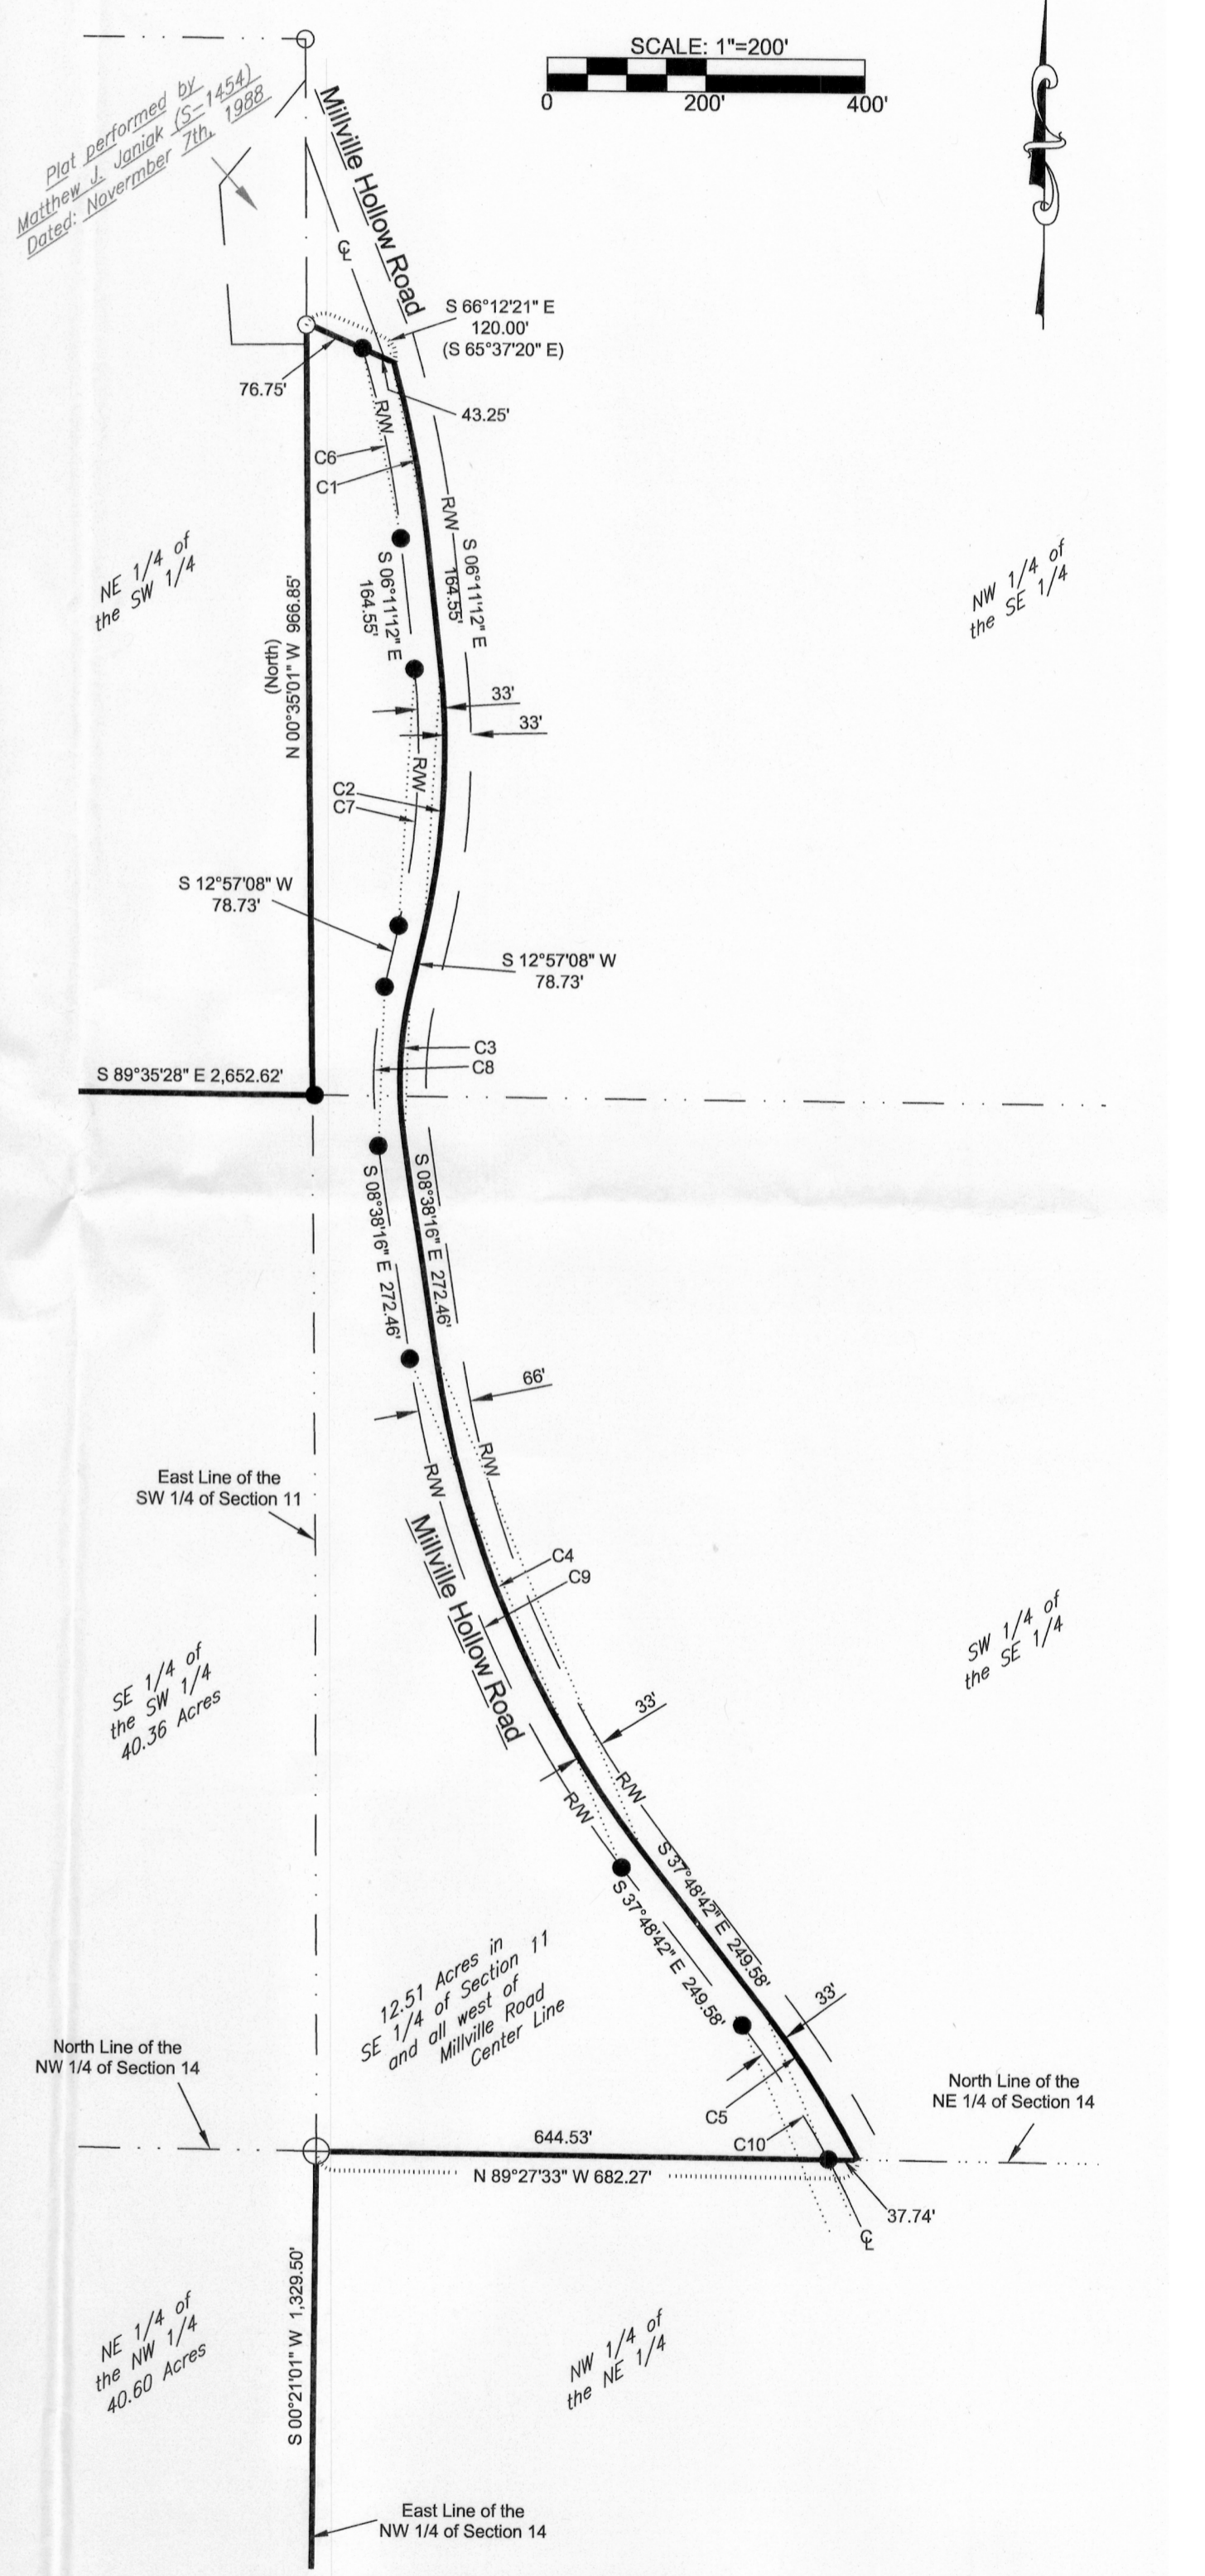 SCALE: 1"=200'
0 200' 400'
Plat performed by
Matthew J. Janiak (S-1454)
Dated: Novermber 7th, 1988
Millville Hollow Road
℄
S 66°12'21" E
120.00'
(S 65°37'20" E)
76.75'
43.25'
R/W
C6
C1
R/W
S 06°11'12" E
164.55'
S 06°11'12" E
164.55'
NE 1/4 of
the SW 1/4
NW 1/4 of
the SE 1/4
(North)
N 00°35'01" W 966.85'
33'
33'
R/W
C2
C7
S 12°57'08" W
78.73'
S 12°57'08" W
78.73'
C3
C8
S 89°35'28" E 2,652.62'
S 08°38'16" E 272.46'
S 08°38'16" E 272.46'
66'
R/W
R/W
East Line of the
SW 1/4 of Section 11
Millville Hollow Road
C4
C9
SE 1/4 of
the SW 1/4
40.36 Acres
SW 1/4 of
the SE 1/4
33'
R/W
R/W
S 37°48'42" E 249.58'
S 37°48'42" E 249.58'
33'
12.51 Acres in
SE 1/4 of Section 11
and all west of
Millville Road
Center Line
North Line of the
NW 1/4 of Section 14
North Line of the
NE 1/4 of Section 14
C5
C10
644.53'
N 89°27'33" W 682.27'
37.74'
℄
S 00°21'01" W 1,329.50'
NE 1/4 of
the NW 1/4
40.60 Acres
NW 1/4 of
the NE 1/4
East Line of the
NW 1/4 of Section 14